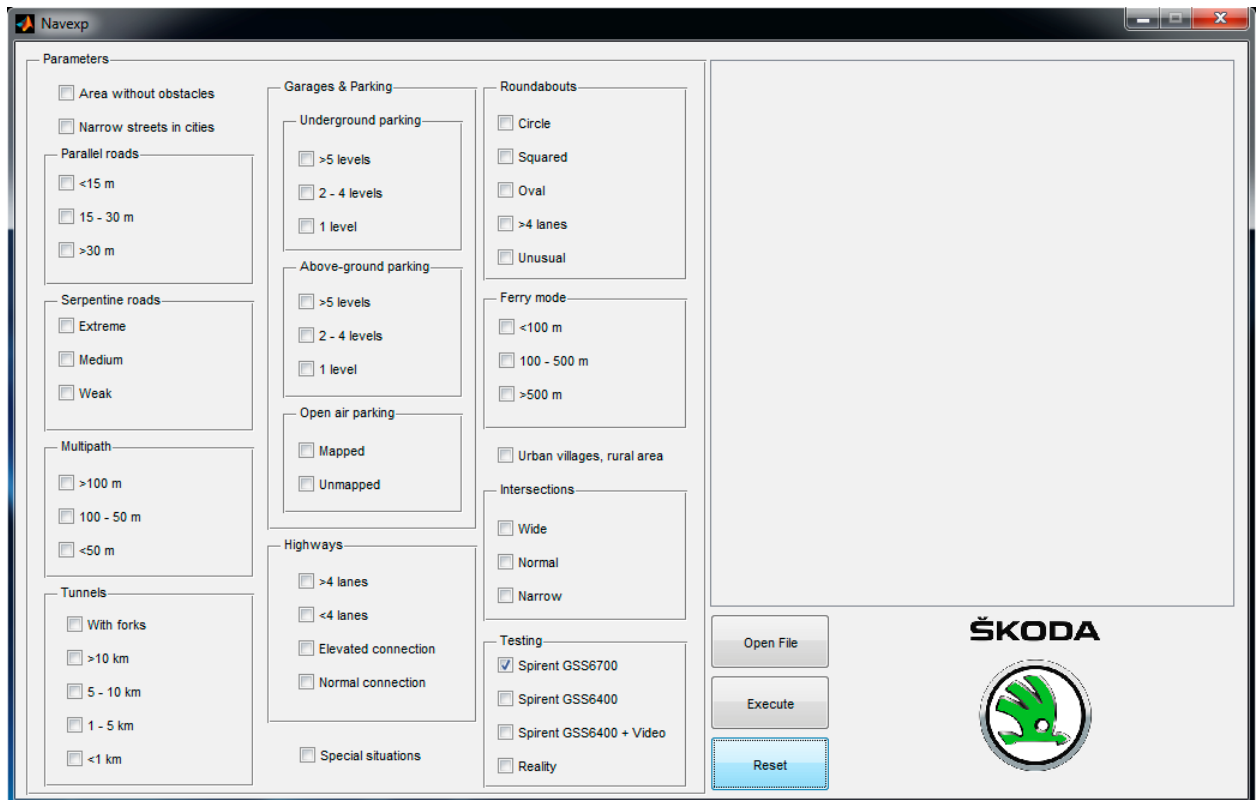 Navexp
Parameters
Area without obstacles
Narrow streets in cities
Parallel roads
<15 m
15 - 30 m
>30 m
Serpentine roads
Extreme
Medium
Weak
Multipath
>100 m
100 - 50 m
<50 m
Tunnels
With forks
>10 km
5 - 10 km
1 - 5 km
<1 km
Garages & Parking
Underground parking
>5 levels
2 - 4 levels
1 level
Above-ground parking
>5 levels
2 - 4 levels
1 level
Open air parking
Mapped
Unmapped
Highways
>4 lanes
<4 lanes
Elevated connection
Normal connection
Special situations
Roundabouts
Circle
Squared
Oval
>4 lanes
Unusual
Ferry mode
<100 m
100 - 500 m
>500 m
Urban villages, rural area
Intersections
Wide
Normal
Narrow
Testing
Spirent GSS6700
Spirent GSS6400
Spirent GSS6400 + Video
Reality
Open File
Execute
Reset
ŠKODA